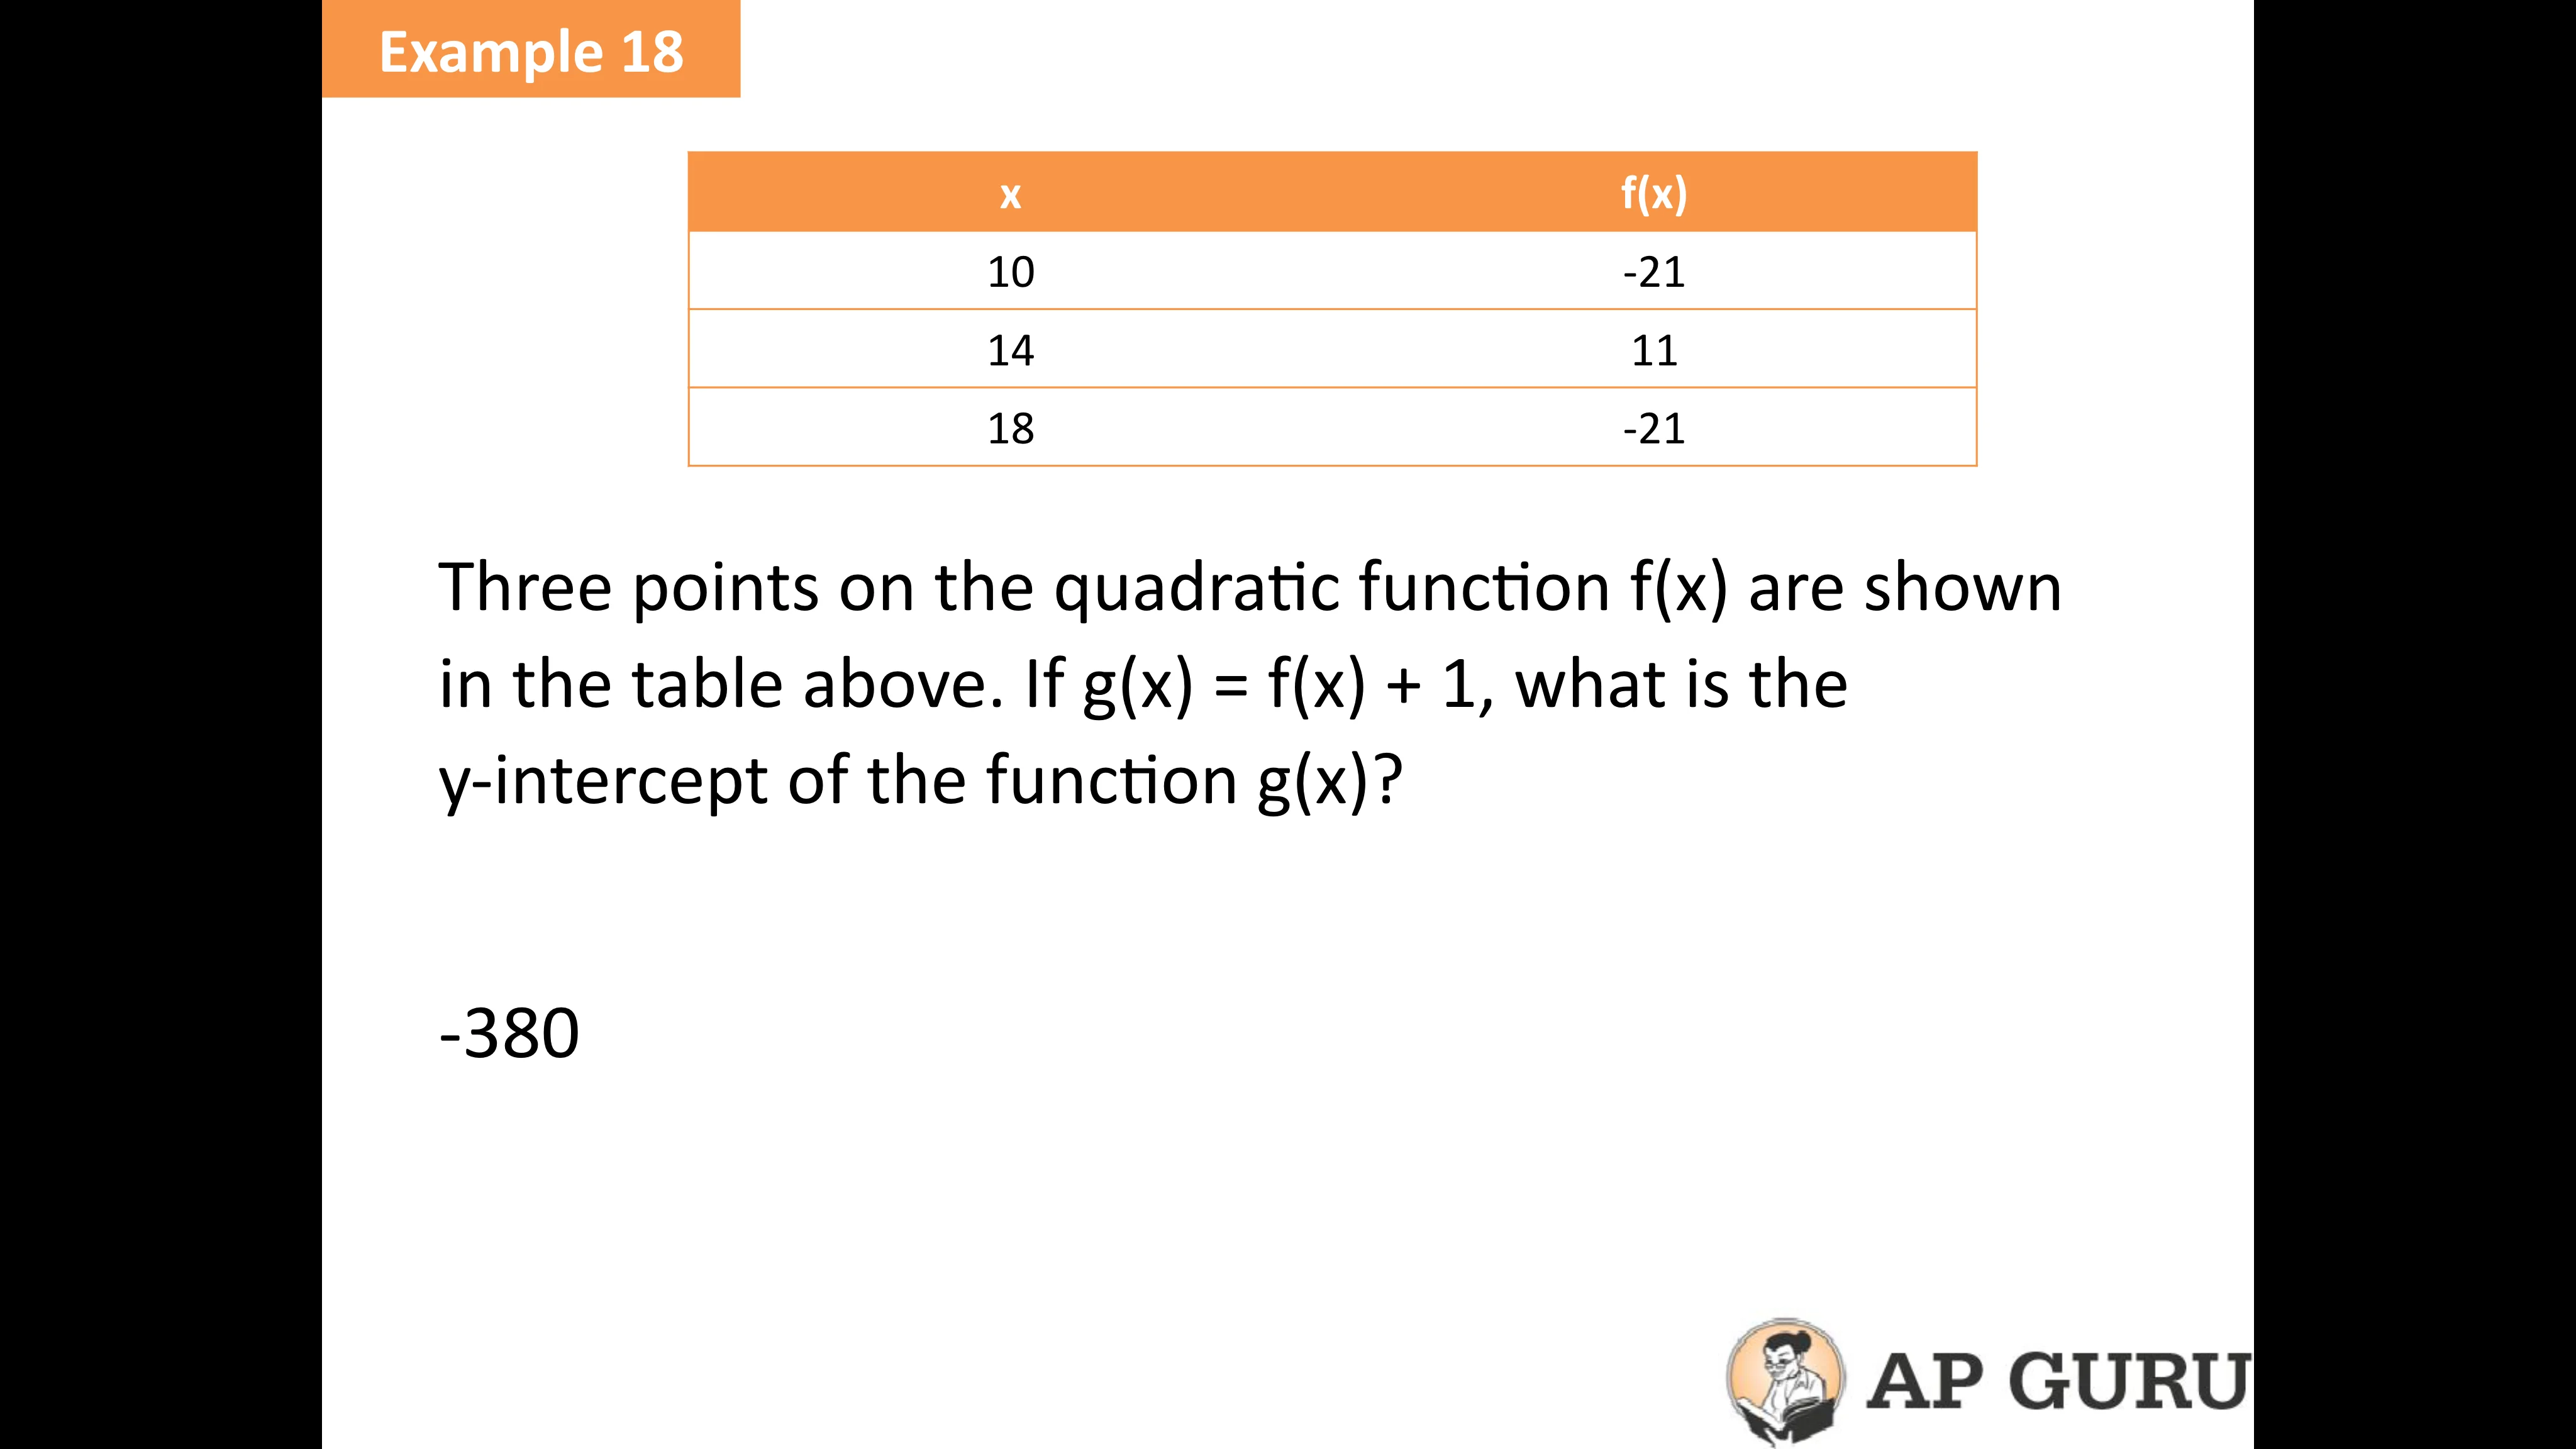 Example 18
x f(x)
10 -21
14 11
18 -21
Three points on the quadratic function f(x) are shown
in the table above. If g(x) = f(x) + 1, what is the
y-intercept of the function g(x)?
-380
AP GURU